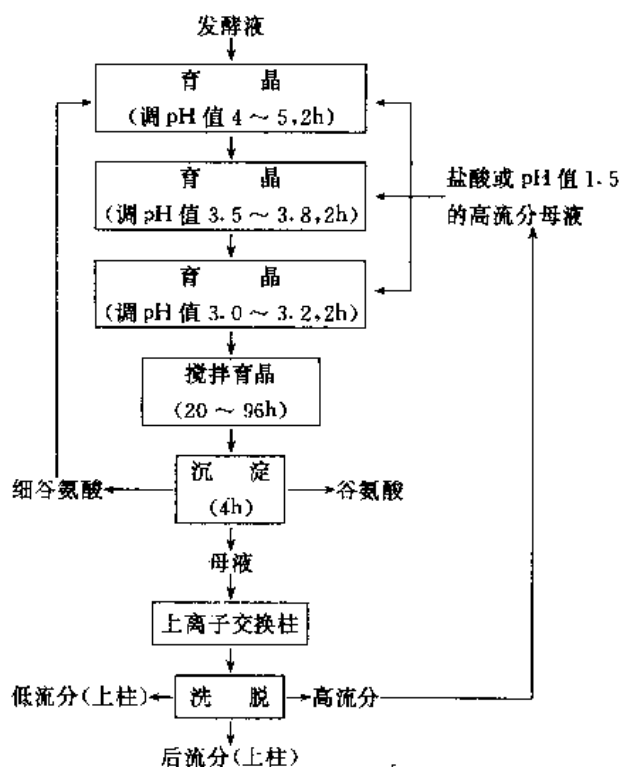 发酵液
育 晶
(调pH值4～5,2h)
育 晶
(调pH值3.5～3.8,2h)
盐酸或pH值1.5
的高流分母液
育 晶
(调pH值3.0～3.2,2h)
搅拌育晶
(20～96h)
细谷氨酸
沉 淀
(4h)
谷氨酸
母液
上离子交换柱
低流分(上柱)
洗 脱
高流分
后流分(上柱)